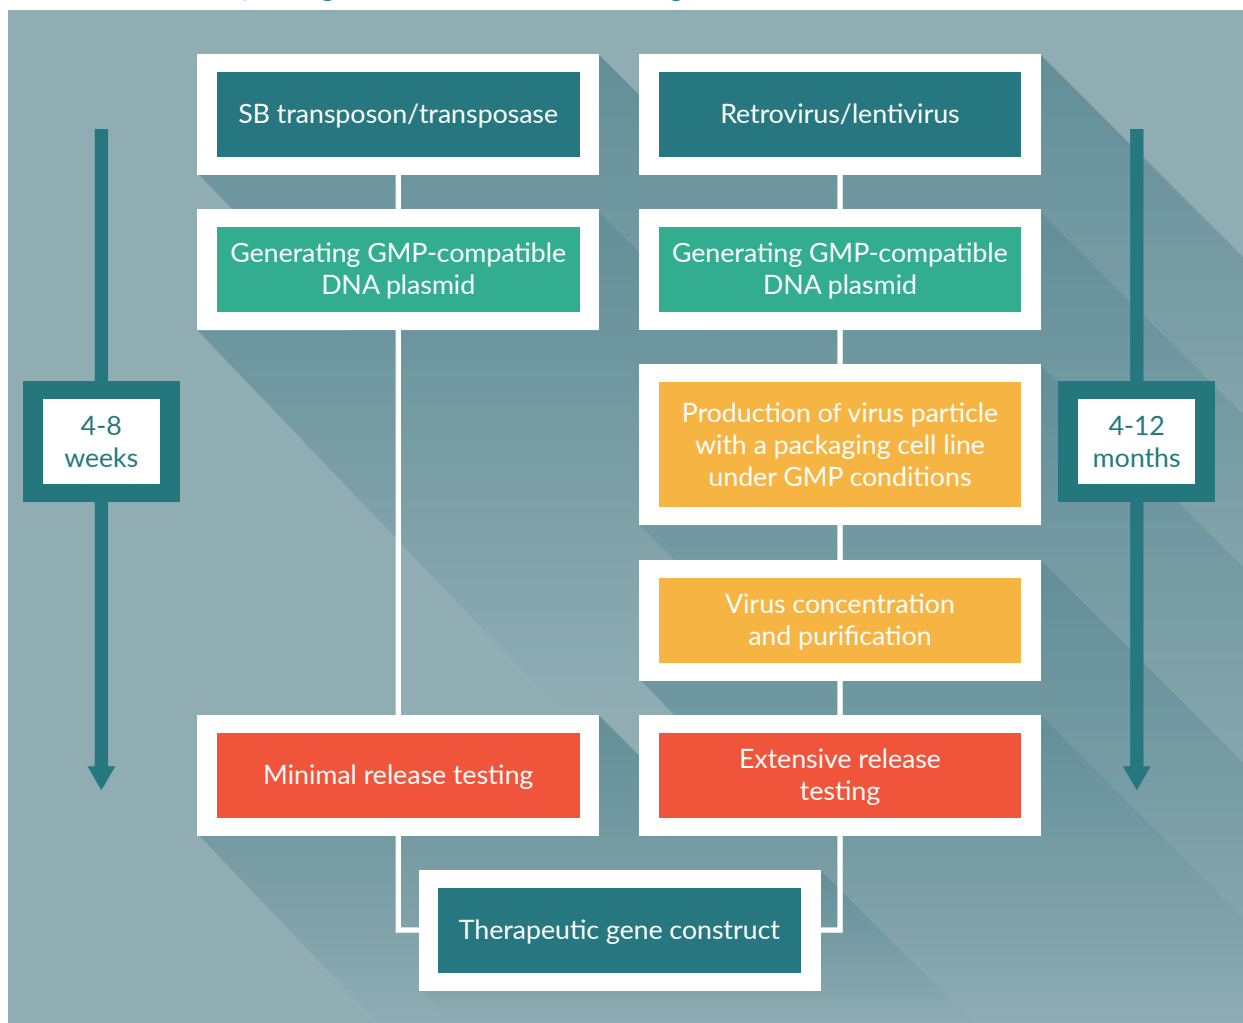 SB transposon/transposase
Retrovirus/lentivirus
Generating GMP-compatible
DNA plasmid
Generating GMP-compatible
DNA plasmid
4-8
weeks
Production of virus particle
with a packaging cell line
under GMP conditions
4-12
months
Virus concentration
and purification
Minimal release testing
Extensive release
testing
Therapeutic gene construct